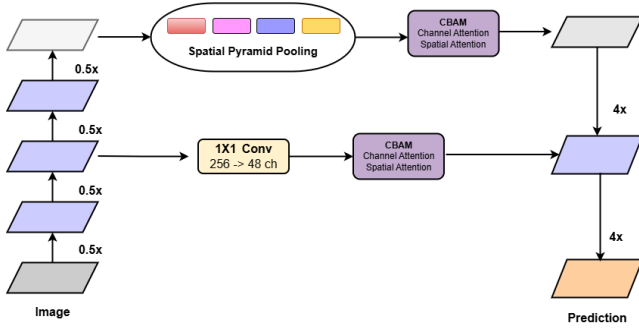 Spatial Pyramid Pooling
CBAM
Channel Attention
Spatial Attention
0.5x
4x
0.5x
1X1 Conv
256 -> 48 ch
CBAM
Channel Attention
Spatial Attention
0.5x
4x
0.5x
Image
Prediction